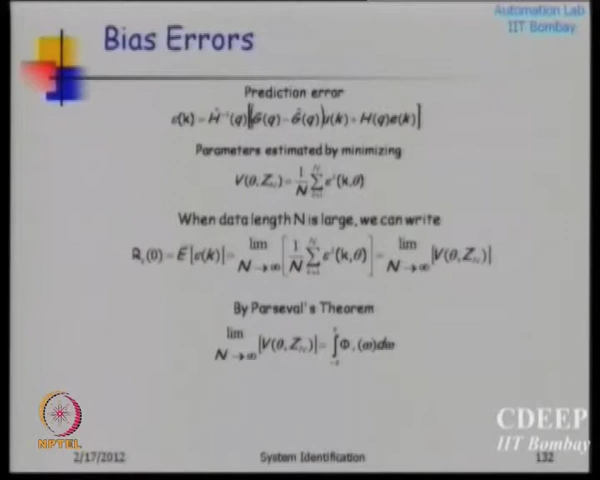 Automation Lab
IIT Bombay
Bias Errors
Prediction error
ε(k) = Ĥ⁻¹(q)[(G(q) − Ĝ(q))u(k) + H(q)e(k)]
Parameters estimated by minimizing
V(θ, Z_N) = 1/N Σ ε²(k,θ)
When data length N is large, we can write
R_ε(0) = E|ε(k)| = lim N→∞ [1/N Σ ε²(k,θ)] = lim N→∞ |V(θ, Z_N)|
By Parseval's Theorem
lim N→∞ |V(θ, Z_N)| = ∫ Φ_ε(ω)dω
NPTEL
CDEEP
IIT Bombay
2/17/2012
System Identification
132